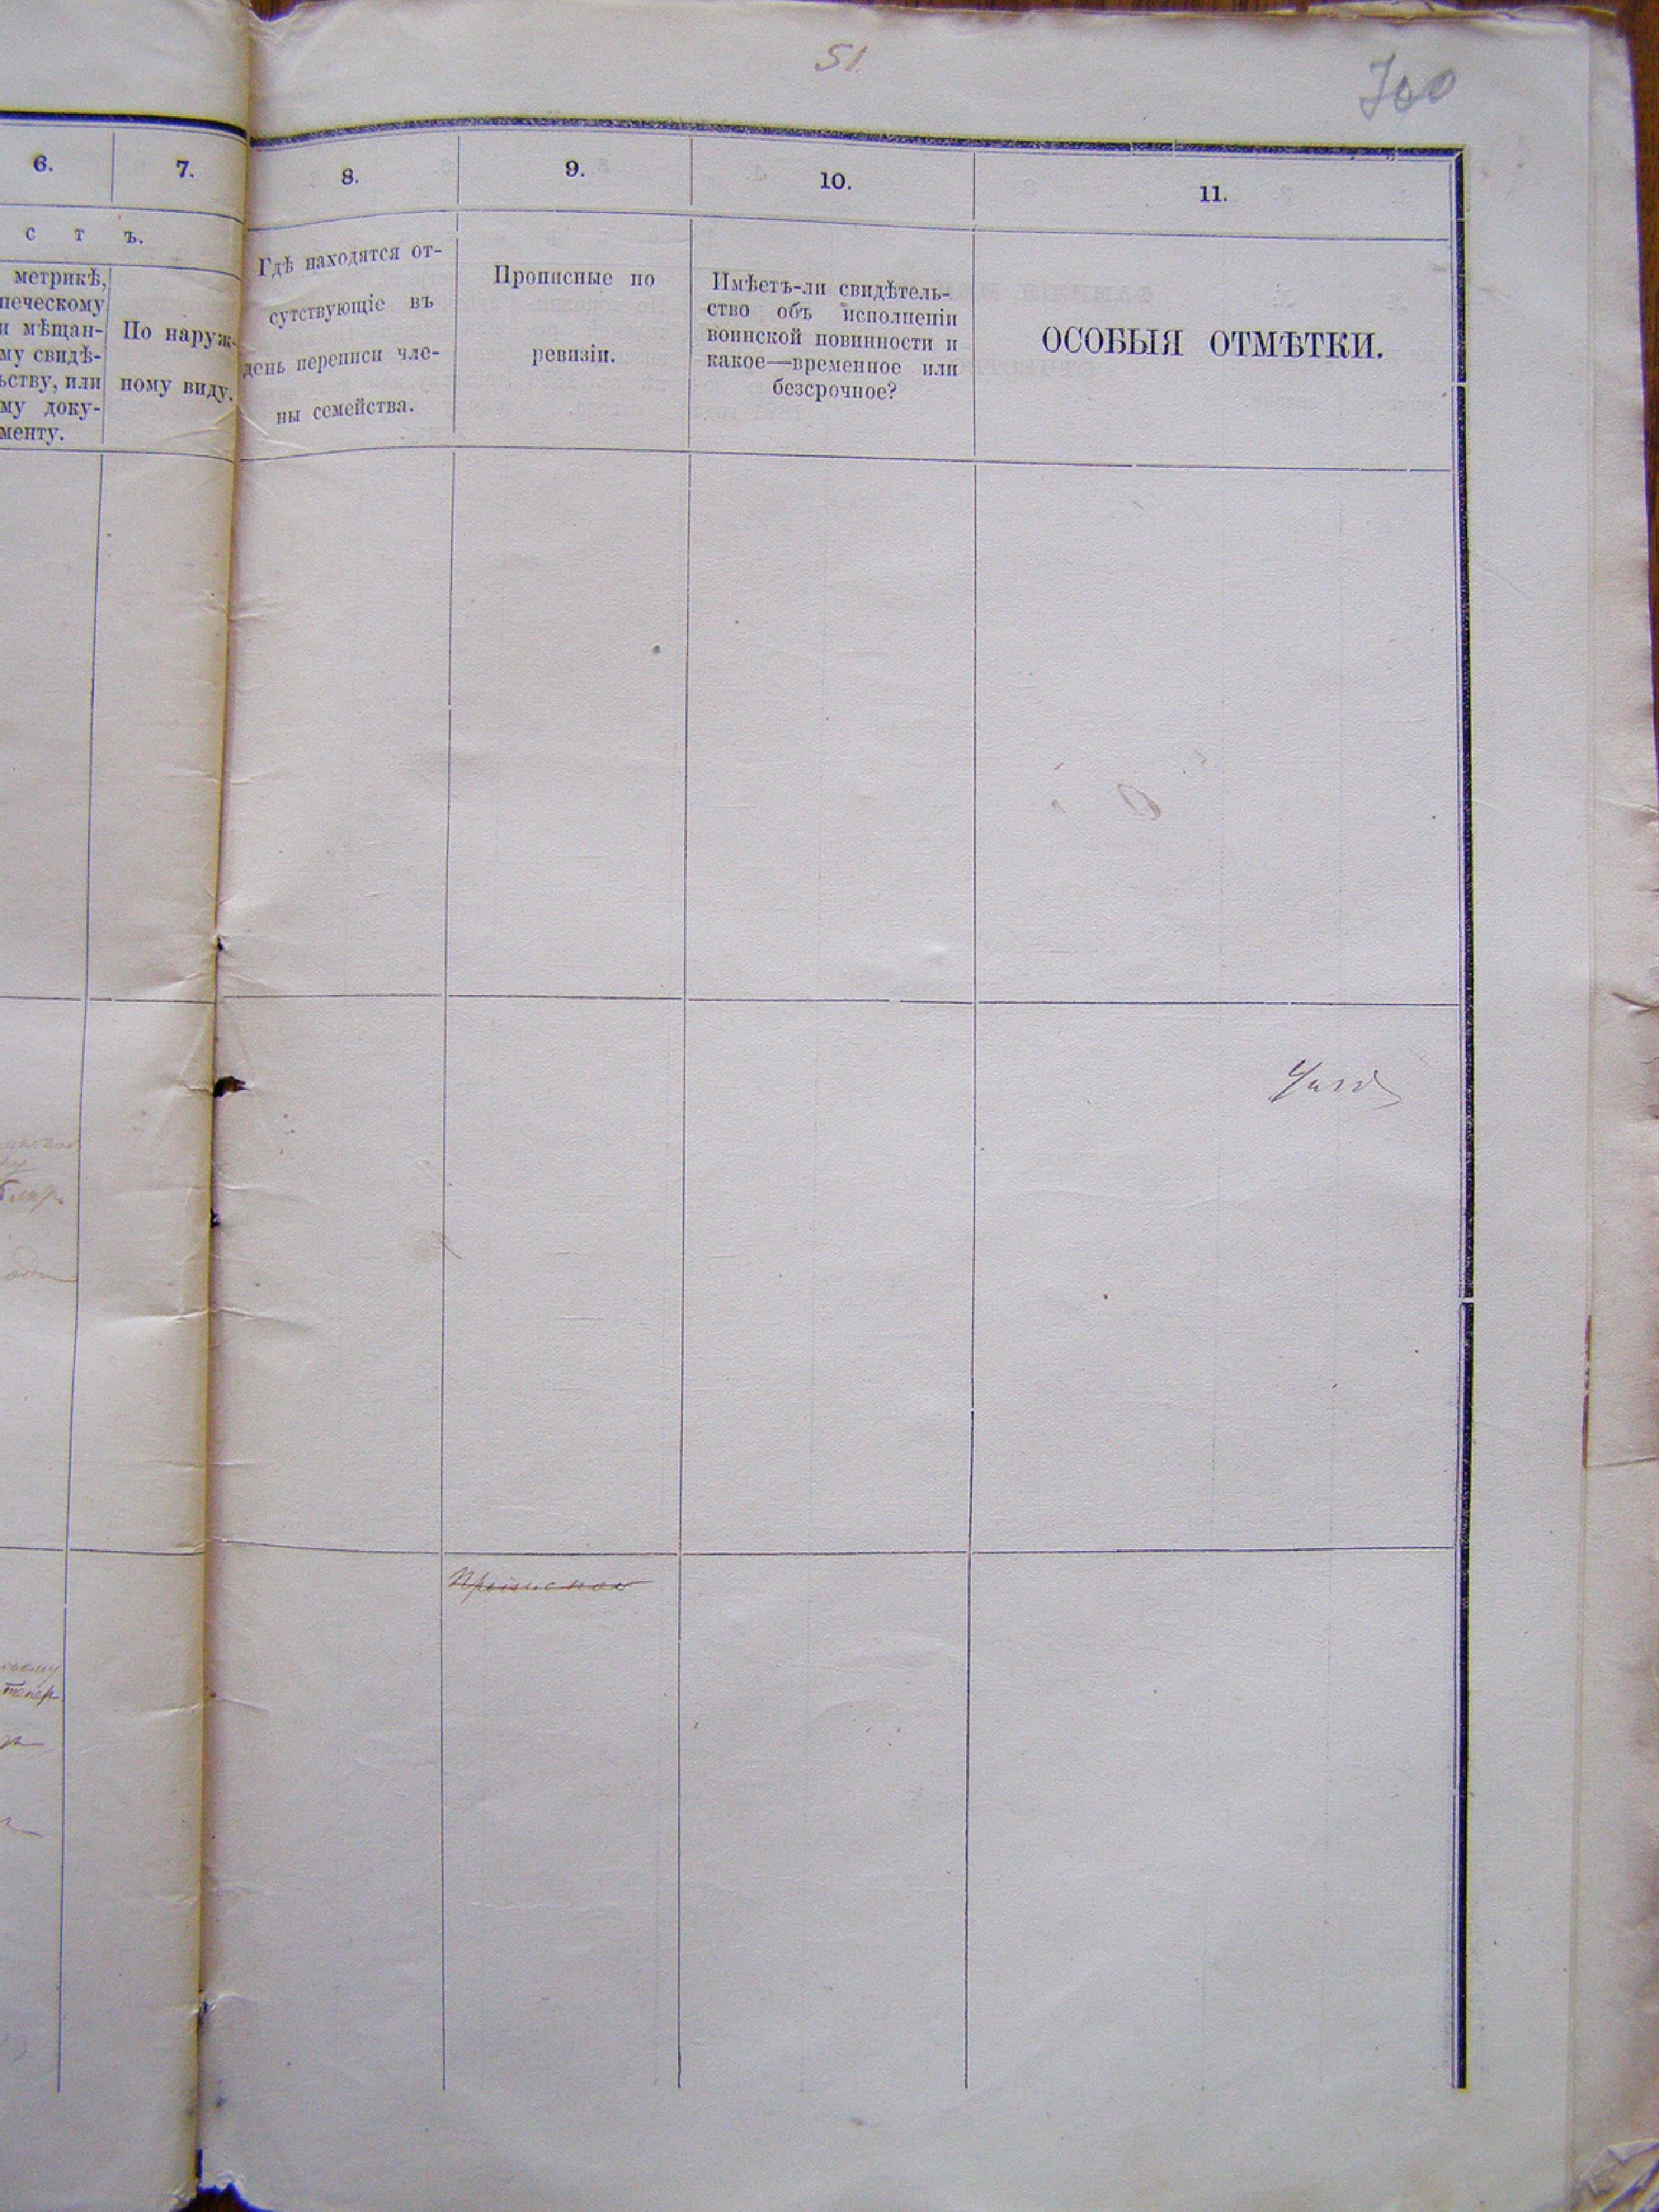 51
700
6.
7.
8.
9.
10.
11.
с т ъ.
метрикѣ,
печескому
и мѣщан-
му свидѣ-
ьству, или
му доку-
менту.
По наруж-
ному виду.
Гдѣ находятся от-
сутствующіе въ
день переписи чле-
ны семейства.
Прописные по
ревизіи.
Имѣетъ-ли свидѣтель-
ство объ исполненіи
воинской повинности и
какое—временное или
безсрочное?
ОСОБЫЯ ОТМѢТКИ.
Прописная